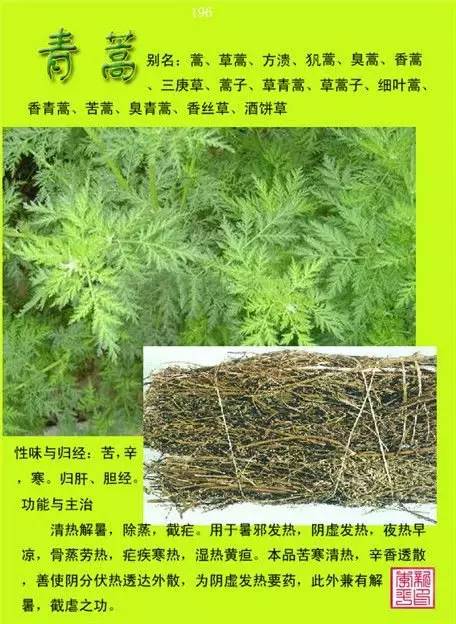 196
青蒿
别名：蒿、草蒿、方溃、犱蒿、臭蒿、香蒿
、三庚草、蒿子、草青蒿、草蒿子、细叶蒿、
香青蒿、苦蒿、臭青蒿、香丝草、酒饼草
性味与归经：苦，辛
，寒。归肝、胆经。
功能与主治
清热解暑，除蒸，截疟。用于暑邪发热，阴虚发热，夜热早
凉，骨蒸劳热，疟疾寒热，湿热黄疸。本品苦寒清热，辛香透散
，善使阴分伏热透达外散，为阴虚发热要药，此外兼有解
暑，截虐之功。